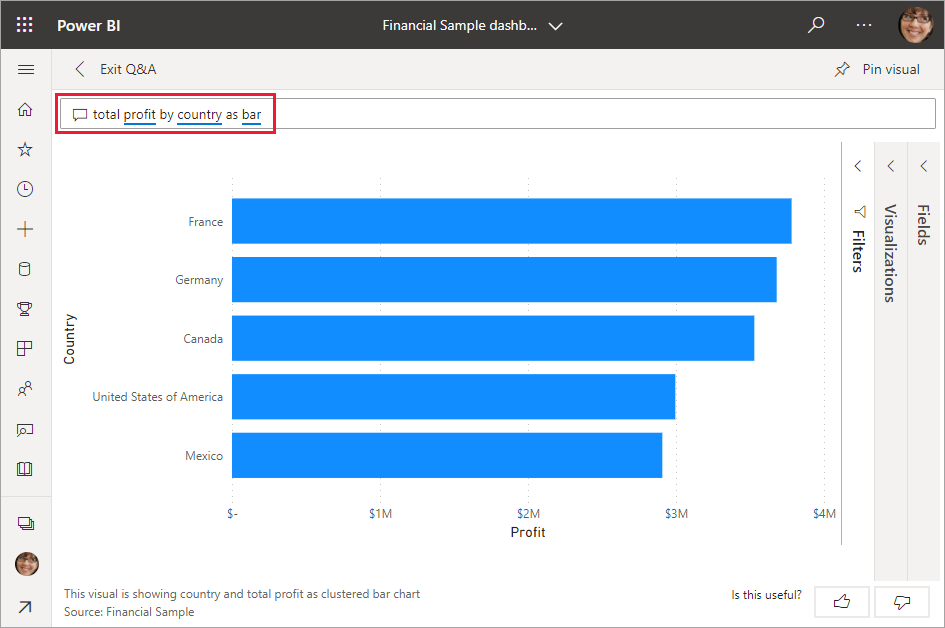 Power BI
Financial Sample dashb...
Exit Q&A
Pin visual
total profit by country as bar
Filters
Visualizations
Fields
Country
France
Germany
Canada
United States of America
Mexico
$- $1M $2M $3M $4M
Profit
This visual is showing country and total profit as clustered bar chart
Source: Financial Sample
Is this useful?